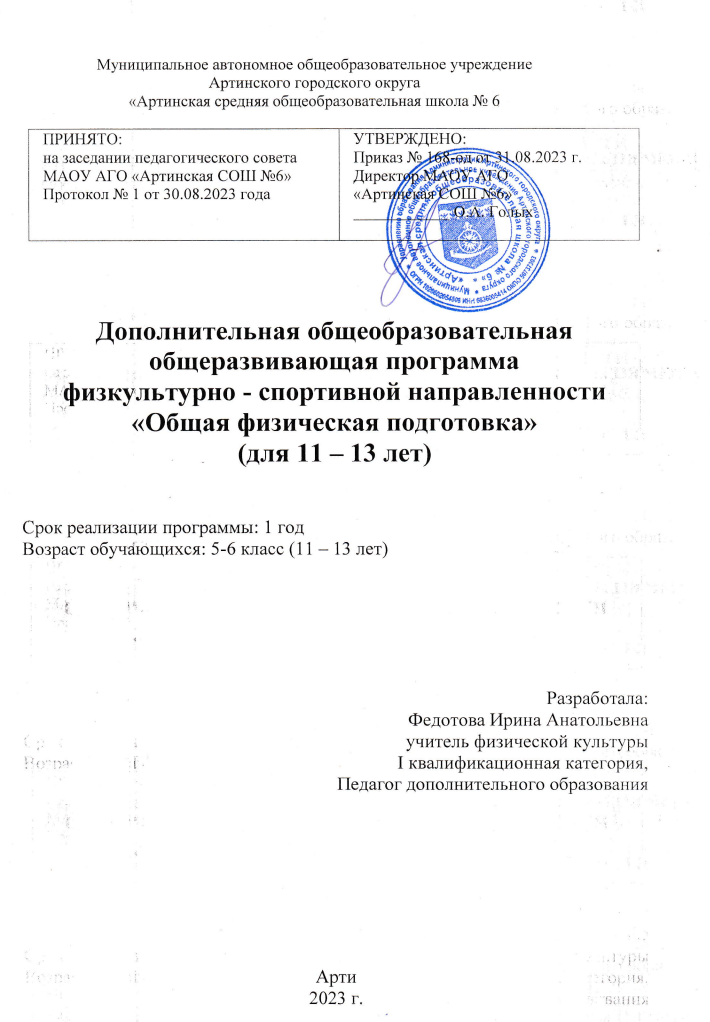 Муниципальное автономное общеобразовательное учреждение
Артинского городского округа
«Артинская средняя общеобразовательная школа № 6
ПРИНЯТО:
на заседании педагогического совета
МАОУ АГО «Артинская СОШ №6»
Протокол № 1 от 30.08.2023 года
УТВЕРЖДЕНО:
Приказ № 168-од от 31.08.2023 г.
Директор МАОУ АГО
«Артинская СОШ №6»
О.А. Голых
Дополнительная общеобразовательная
общеразвивающая программа
физкультурно - спортивной направленности
«Общая физическая подготовка»
(для 11 – 13 лет)
Срок реализации программы: 1 год
Возраст обучающихся: 5-6 класс (11 – 13 лет)
Разработала:
Федотова Ирина Анатольевна
учитель физической культуры
I квалификационная категория,
Педагог дополнительного образования
Арти
2023 г.